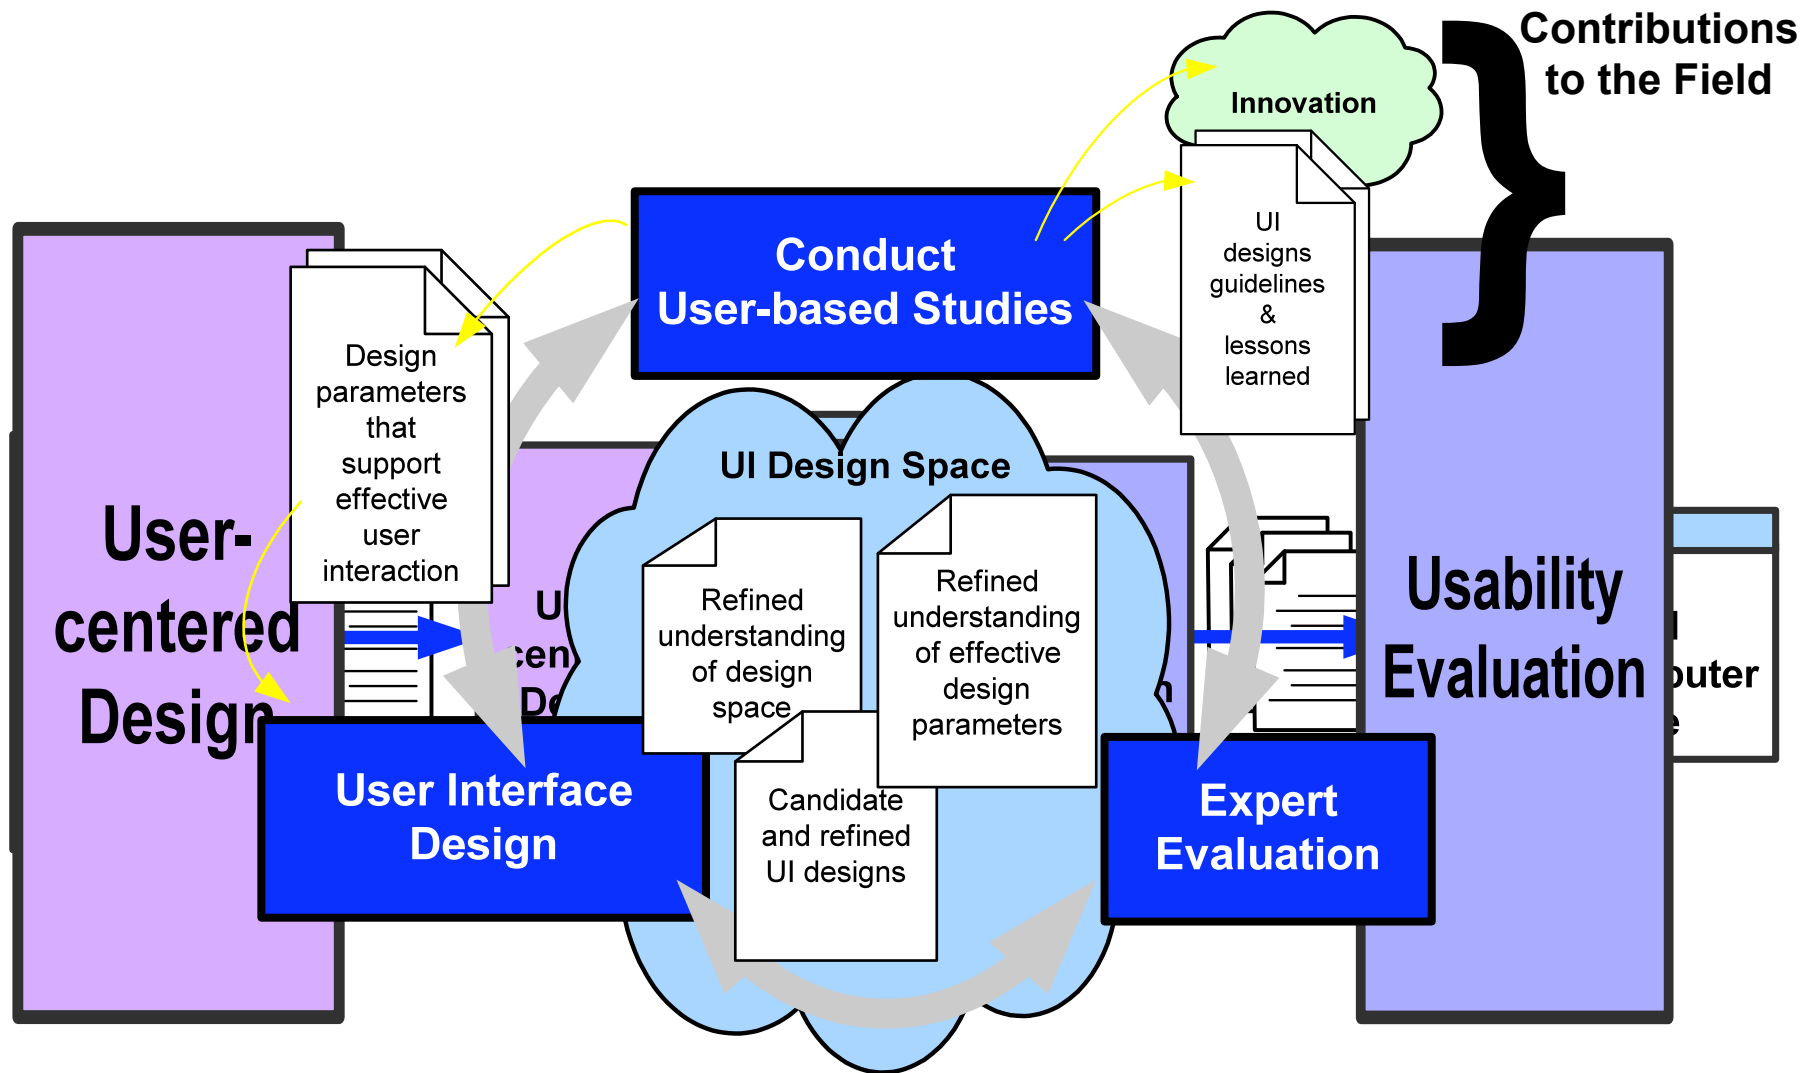 Contributions
to the Field
Innovation
UI
designs
guidelines
&
lessons
learned
Conduct
User-based Studies
Design
parameters
that
support
effective
user
interaction
User-
centered
Design
UI Design Space
Refined
understanding
of design
space
Refined
understanding
of effective
design
parameters
Candidate
and refined
UI designs
Usability
Evaluation
User Interface
Design
Expert
Evaluation